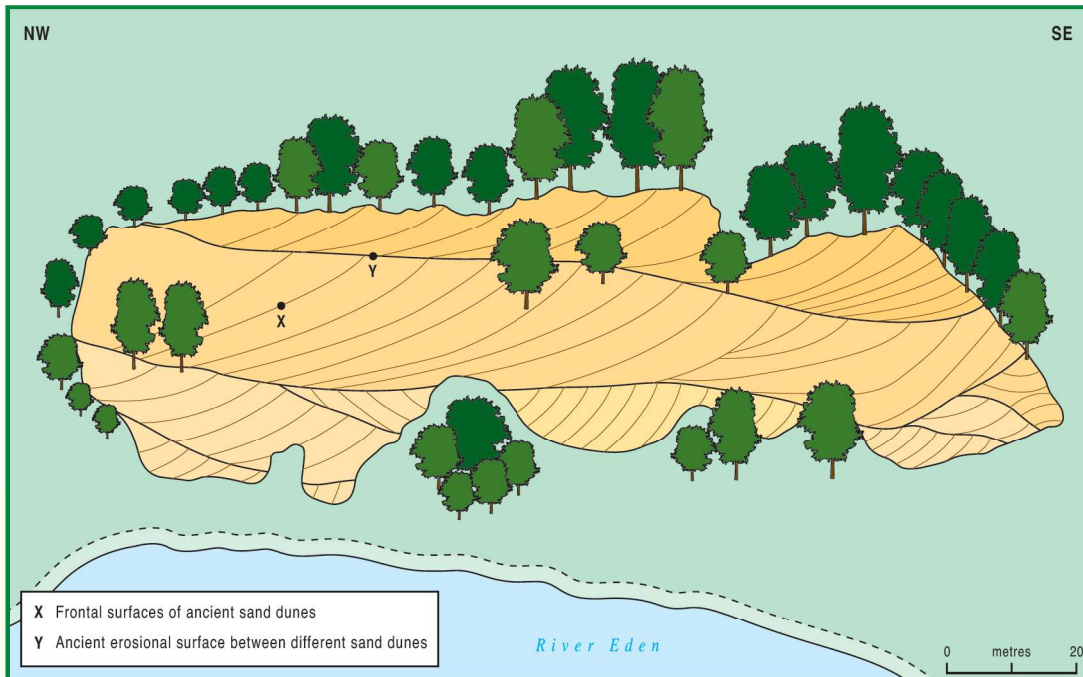 NW
SE
Y
X
X Frontal surfaces of ancient sand dunes
Y Ancient erosional surface between different sand dunes
River Eden
0 metres 20